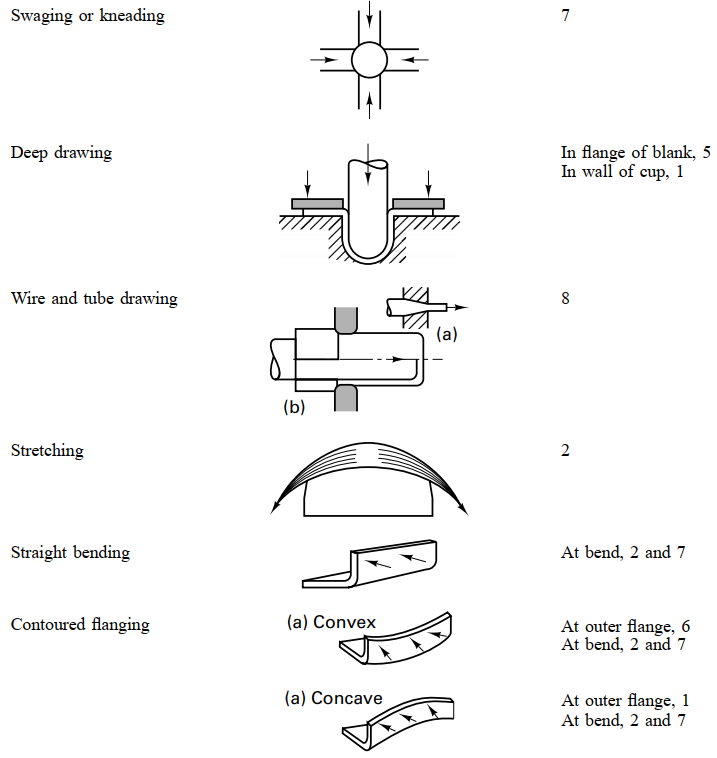 Swaging or kneading
7
Deep drawing
In flange of blank, 5
In wall of cup, 1
Wire and tube drawing
8
(a)
(b)
Stretching
2
Straight bending
At bend, 2 and 7
Contoured flanging
(a) Convex
At outer flange, 6
At bend, 2 and 7
(a) Concave
At outer flange, 1
At bend, 2 and 7